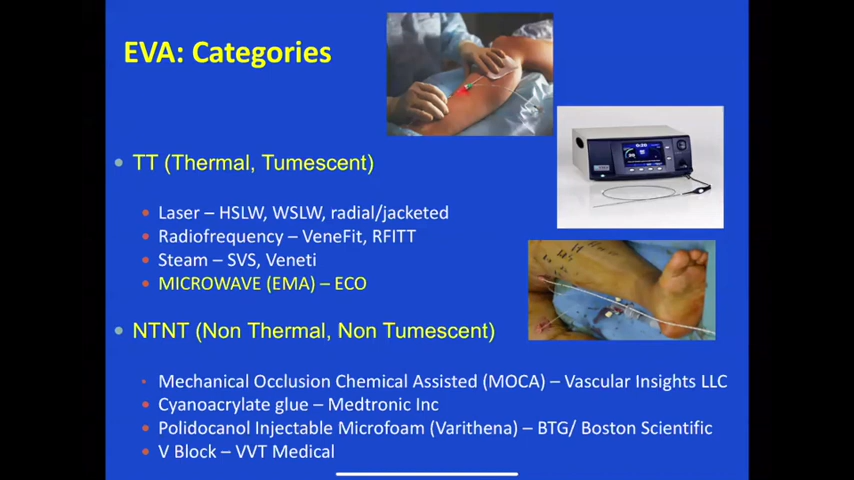 EVA: Categories
TT (Thermal, Tumescent)
Laser – HSLW, WSLW, radial/jacketed
Radiofrequency – VeneFit, RFITT
Steam – SVS, Veneti
MICROWAVE (EMA) – ECO
NTNT (Non Thermal, Non Tumescent)
Mechanical Occlusion Chemical Assisted (MOCA) – Vascular Insights LLC
Cyanoacrylate glue – Medtronic Inc
Polidocanol Injectable Microfoam (Varithena) – BTG/ Boston Scientific
V Block – VVT Medical